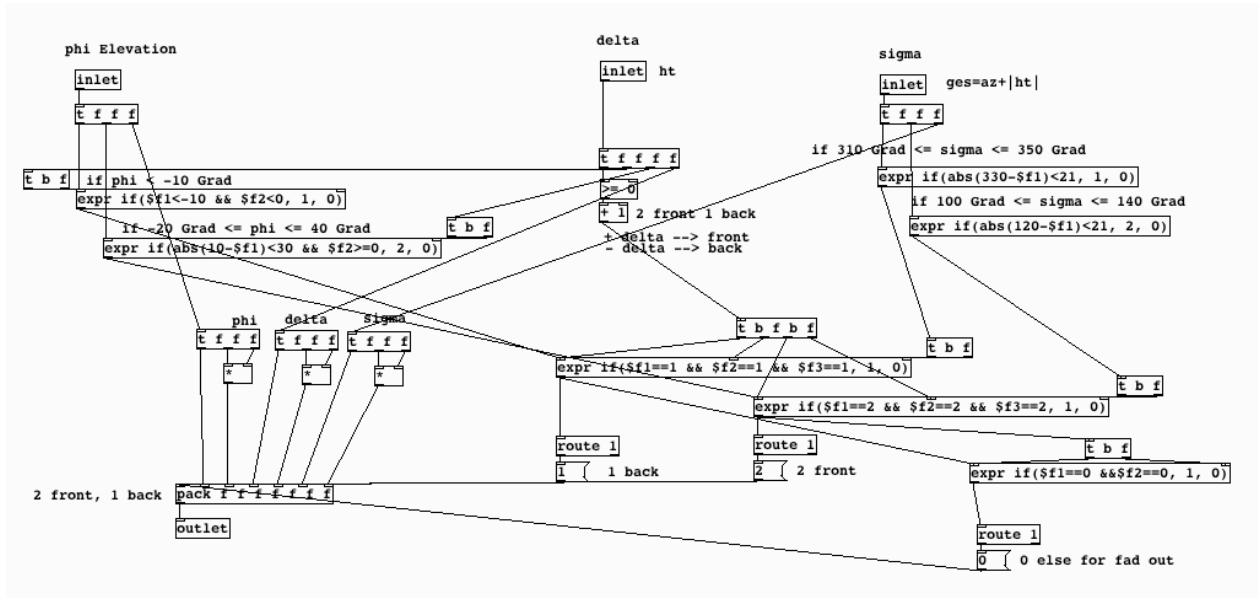 phi Elevation
delta
sigma
inlet
inlet ht
inlet ges=az+|ht|
t f f f
t f f f
if 310 Grad <= sigma <= 350 Grad
t f f f f
t b f
if phi < -10 Grad
expr if(abs(330-$f1)<21, 1, 0)
expr if($f1<-10 && $f2<0, 1, 0)
>= 0
if 100 Grad <= sigma <= 140 Grad
+ 1
2 front 1 back
if -20 Grad <= phi <= 40 Grad
t b f
expr if(abs(120-$f1)<21, 2, 0)
+ delta --> front
- delta --> back
expr if(abs(10-$f1)<30 && $f2>=0, 2, 0)
phi
delta
sigma
t f f f
t f f f
t f f f
t b f b f
t b f
*
*
*
expr if($f1==1 && $f2==1 && $f3==1, 1, 0)
t b f
expr if($f1==2 && $f2==2 && $f3==2, 1, 0)
route 1
route 1
t b f
1
1 back
2
2 front
expr if($f1==0 &&$f2==0, 1, 0)
2 front, 1 back
pack f f f f f f f
outlet
route 1
0
0 else for fad out